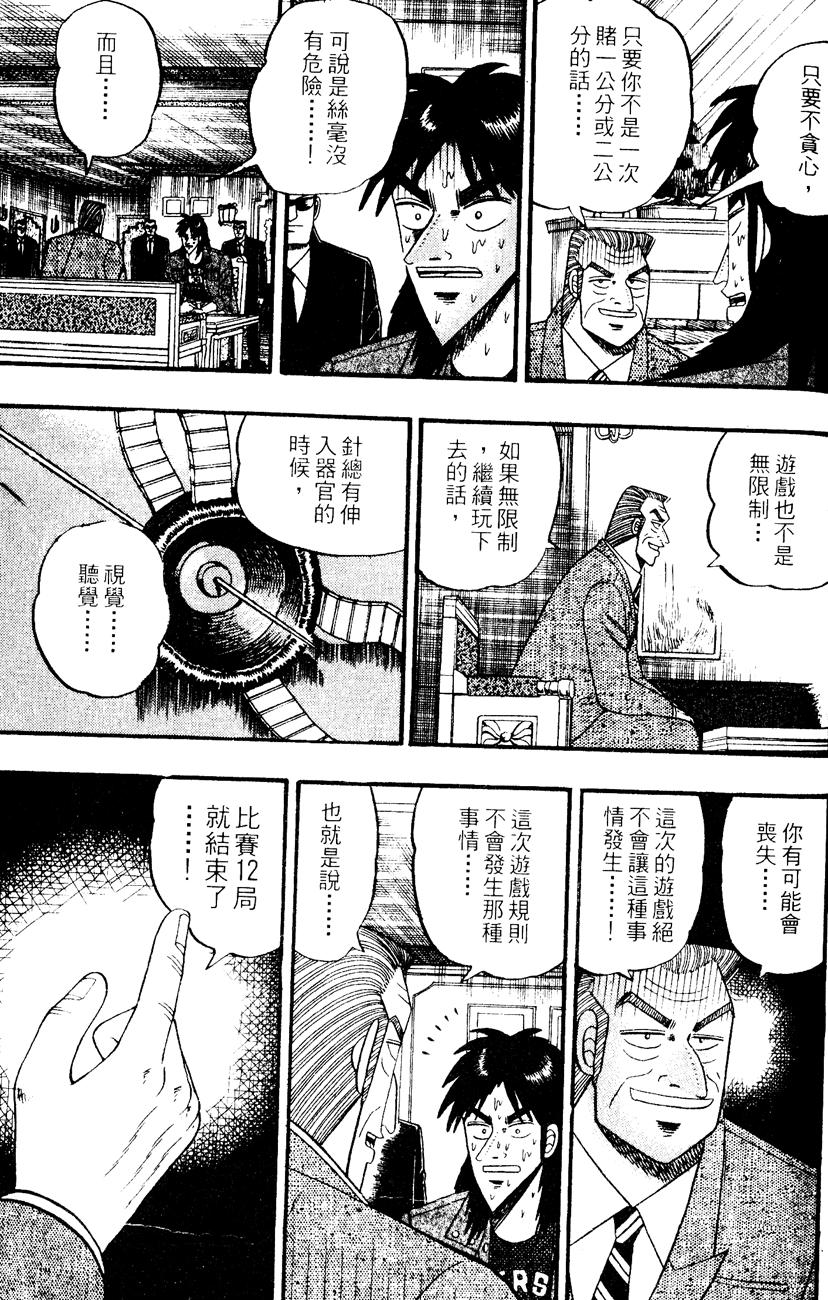 只要不貪心，
只要你不是一次
賭一公分或二公
分的話……
可說是絲毫沒
有危險……！
而且……
遊戲也不是
無限制…
如果無限制
，繼續玩下
去的話，
針總有伸
入器官的
時候，
視覺……
聽覺……
你有可能會
喪失……
這次的遊戲絕
不會讓這種事
情發生……！
這次遊戲規則
不會發生那種
事情……
也就是說……
比賽12局
就結束了
……！
ERS